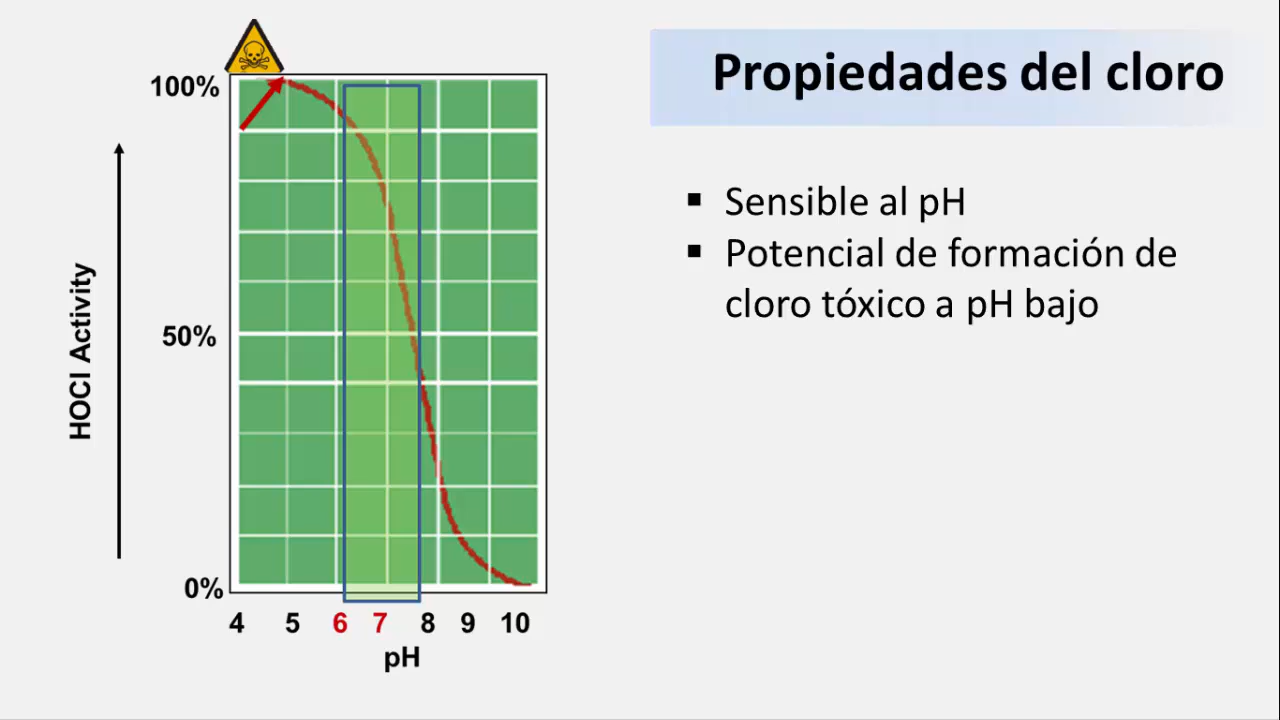 Propiedades del cloro
▪ Sensible al pH
▪ Potencial de formación de
cloro tóxico a pH bajo
100%
50%
0%
HOCI Activity
4 5 6 7 8 9 10
pH